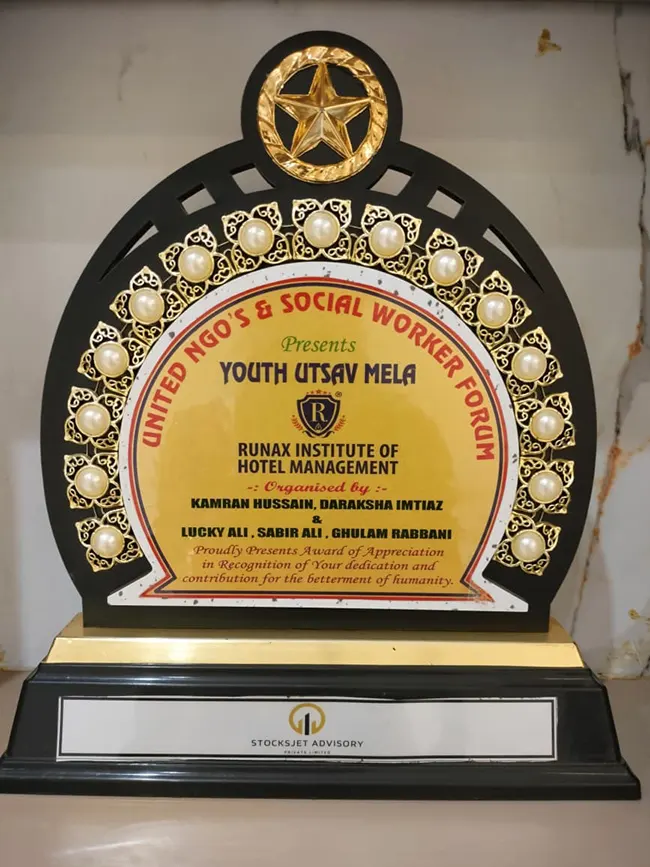 UNITED NGO'S & SOCIAL WORKER FORUM
Presents
YOUTH UTSAV MELA
R ®
RUNAX INSTITUTE OF
HOTEL MANAGEMENT
-: Organised by :-
KAMRAN HUSSAIN, DARAKSHA IMTIAZ
&
LUCKY ALI , SABIR ALI , GHULAM RABBANI
Proudly Presents Award of Appreciation
in Recognition of Your dedication and
contribution for the betterment of humanity.
STOCKSJET ADVISORY
PRIVATE LIMITED